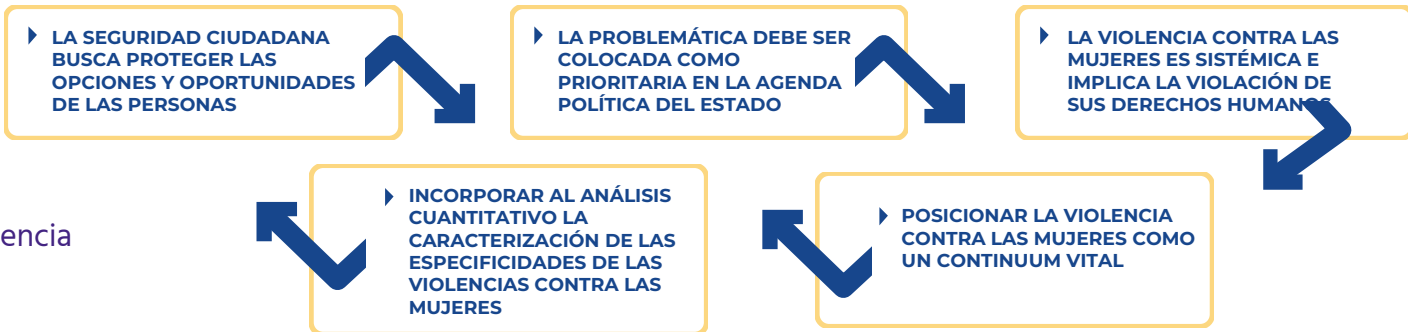 LA SEGURIDAD CIUDADANA
BUSCA PROTEGER LAS
OPCIONES Y OPORTUNIDADES
DE LAS PERSONAS
LA PROBLEMÁTICA DEBE SER
COLOCADA COMO
PRIORITARIA EN LA AGENDA
POLÍTICA DEL ESTADO
LA VIOLENCIA CONTRA LAS
MUJERES ES SISTÉMICA E
IMPLICA LA VIOLACIÓN DE
SUS DERECHOS HUMANOS
POSICIONAR LA VIOLENCIA
CONTRA LAS MUJERES COMO
UN CONTINUUM VITAL
INCORPORAR AL ANÁLISIS
CUANTITATIVO LA
CARACTERIZACIÓN DE LAS
ESPECIFICIDADES DE LAS
VIOLENCIAS CONTRA LAS
MUJERES
encia